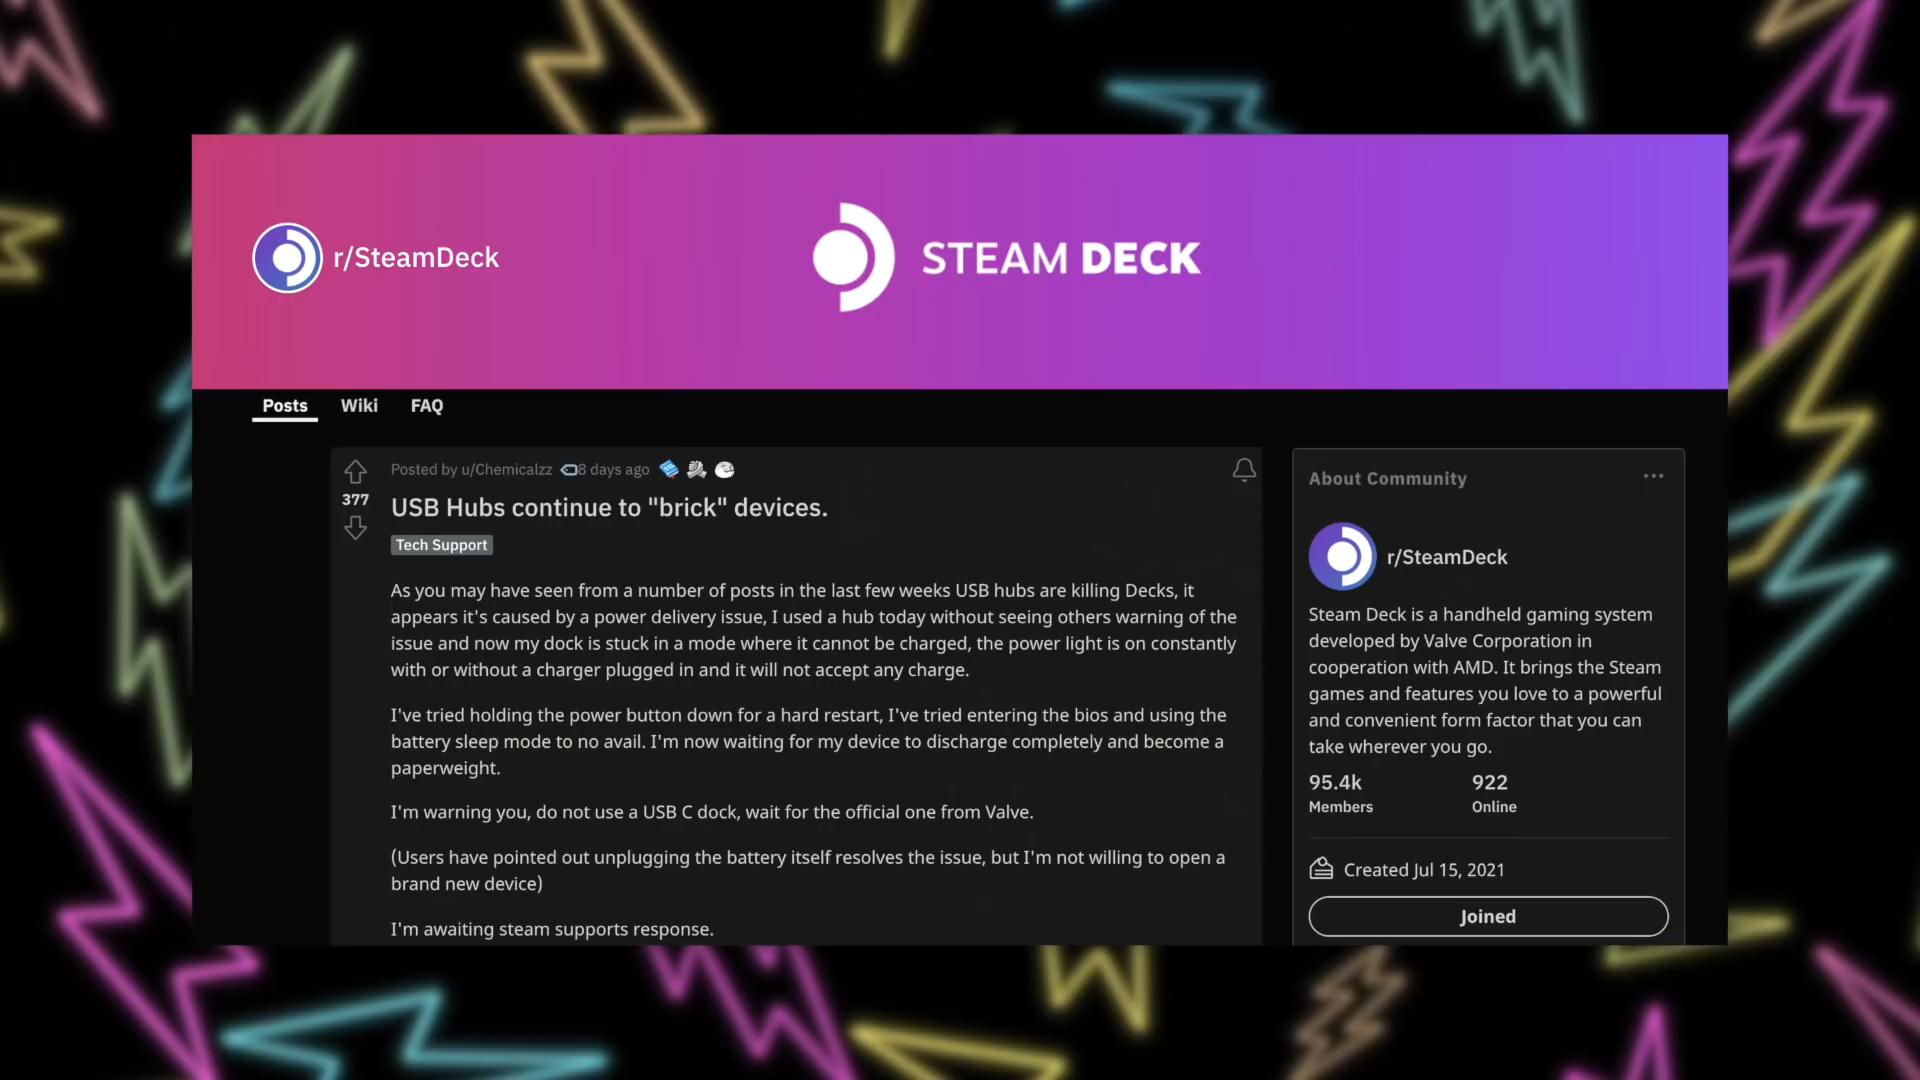 r/SteamDeck
STEAM DECK
Posts Wiki FAQ
Posted by u/Chemicalzz 8 days ago
377
USB Hubs continue to "brick" devices.
Tech Support
As you may have seen from a number of posts in the last few weeks USB hubs are killing Decks, it
appears it's caused by a power delivery issue, I used a hub today without seeing others warning of the
issue and now my dock is stuck in a mode where it cannot be charged, the power light is on constantly
with or without a charger plugged in and it will not accept any charge.
I've tried holding the power button down for a hard restart, I've tried entering the bios and using the
battery sleep mode to no avail. I'm now waiting for my device to discharge completely and become a
paperweight.
I'm warning you, do not use a USB C dock, wait for the official one from Valve.
(Users have pointed out unplugging the battery itself resolves the issue, but I'm not willing to open a
brand new device)
I'm awaiting steam supports response.
About Community
r/SteamDeck
Steam Deck is a handheld gaming system
developed by Valve Corporation in
cooperation with AMD. It brings the Steam
games and features you love to a powerful
and convenient form factor that you can
take wherever you go.
95.4k 922
Members Online
Created Jul 15, 2021
Joined